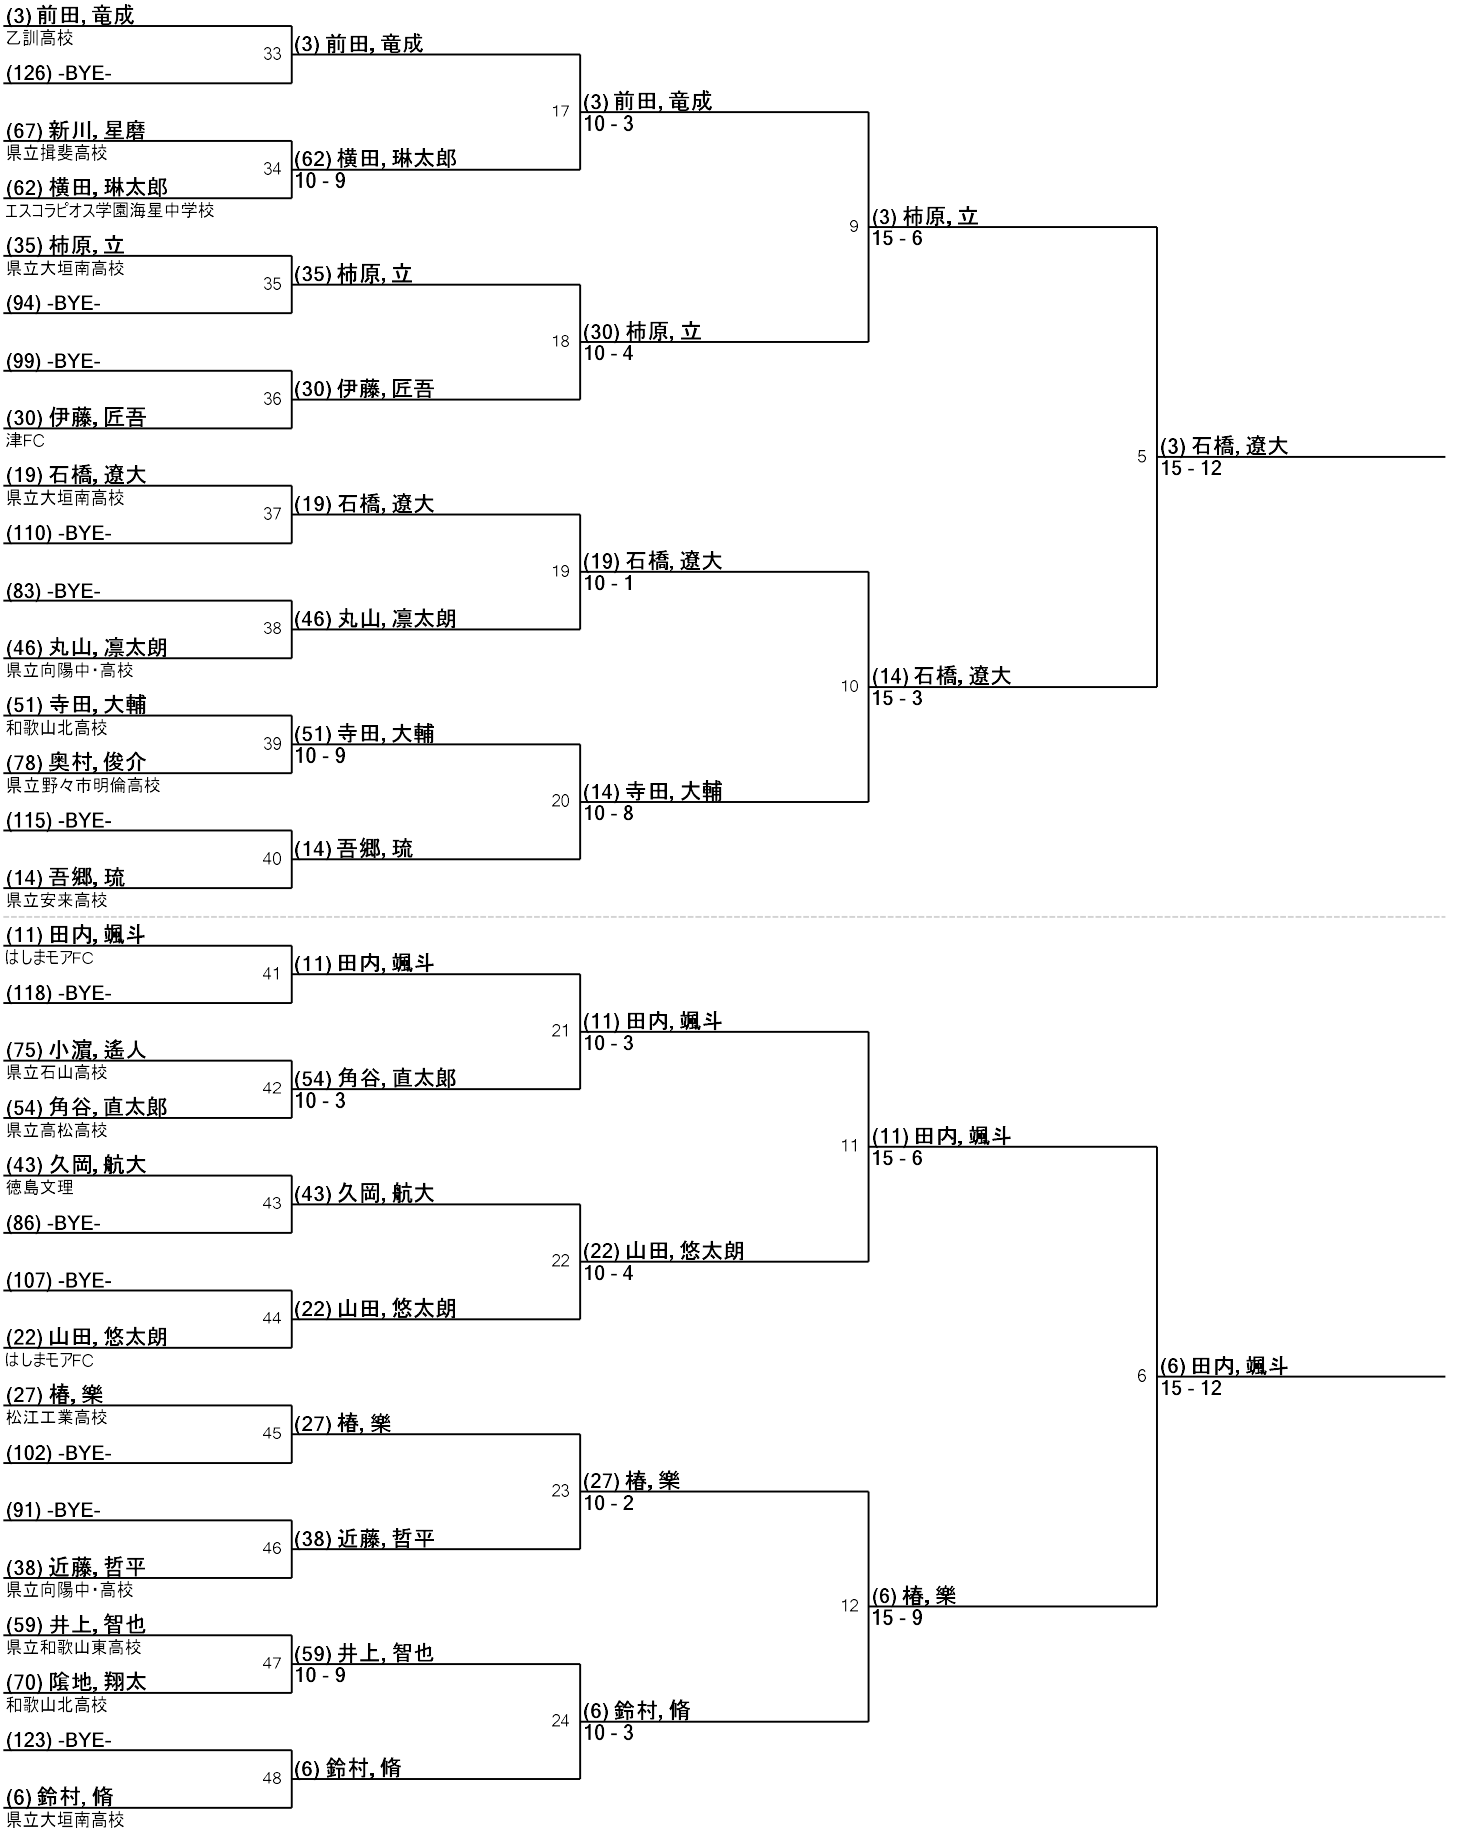 (3) 前田, 竜成
乙訓高校
33
(3) 前田, 竜成
(126) -BYE-
17
(3) 前田, 竜成
10 - 3
(67) 新川, 星磨
県立揖斐高校
34
(62) 横田, 琳太郎
10 - 9
(62) 横田, 琳太郎
エスコラピオス学園海星中学校
9
(3) 柿原, 立
15 - 6
(35) 柿原, 立
県立大垣南高校
35
(35) 柿原, 立
(94) -BYE-
18
(30) 柿原, 立
10 - 4
(99) -BYE-
36
(30) 伊藤, 匠吾
(30) 伊藤, 匠吾
津FC
5
(3) 石橋, 遼大
15 - 12
(19) 石橋, 遼大
県立大垣南高校
37
(19) 石橋, 遼大
(110) -BYE-
19
(19) 石橋, 遼大
10 - 1
(83) -BYE-
38
(46) 丸山, 凛太朗
(46) 丸山, 凛太朗
県立向陽中・高校
10
(14) 石橋, 遼大
15 - 3
(51) 寺田, 大輔
和歌山北高校
39
(51) 寺田, 大輔
10 - 9
(78) 奥村, 俊介
県立野々市明倫高校
20
(14) 寺田, 大輔
10 - 8
(115) -BYE-
40
(14) 吾郷, 琉
(14) 吾郷, 琉
県立安来高校
(11) 田内, 颯斗
はしまモアFC
41
(11) 田内, 颯斗
(118) -BYE-
21
(11) 田内, 颯斗
10 - 3
(75) 小濵, 遙人
県立石山高校
42
(54) 角谷, 直太郎
10 - 3
(54) 角谷, 直太郎
県立高松高校
11
(11) 田内, 颯斗
15 - 6
(43) 久岡, 航大
徳島文理
43
(43) 久岡, 航大
(86) -BYE-
22
(22) 山田, 悠太朗
10 - 4
(107) -BYE-
44
(22) 山田, 悠太朗
(22) 山田, 悠太朗
はしまモアFC
6
(6) 田内, 颯斗
15 - 12
(27) 椿, 樂
松江工業高校
45
(27) 椿, 樂
(102) -BYE-
23
(27) 椿, 樂
10 - 2
(91) -BYE-
46
(38) 近藤, 哲平
(38) 近藤, 哲平
県立向陽中・高校
12
(6) 椿, 樂
15 - 9
(59) 井上, 智也
県立和歌山東高校
47
(59) 井上, 智也
10 - 9
(70) 陰地, 翔太
和歌山北高校
24
(6) 鈴村, 脩
10 - 3
(123) -BYE-
48
(6) 鈴村, 脩
(6) 鈴村, 脩
県立大垣南高校